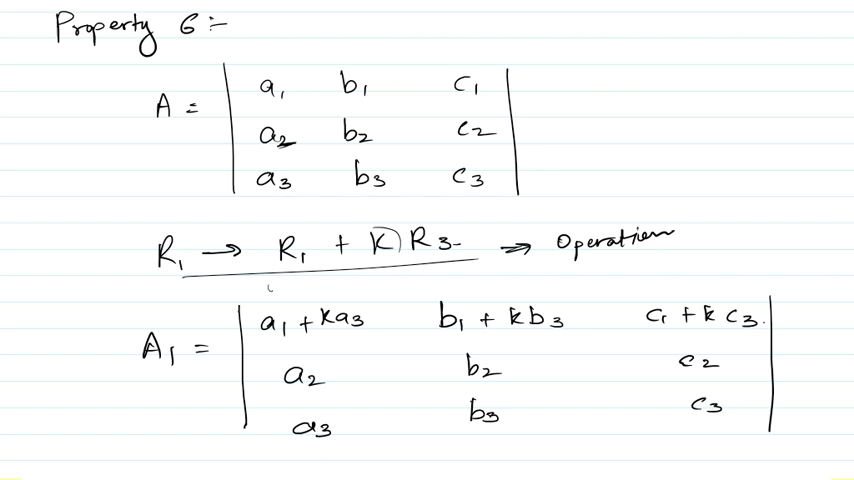 Property 6 :-
a₁ b₁ c₁
A = a₂ b₂ c₂
a₃ b₃ c₃
R₁ → R₁ + K R₃ ⇒ Operation
a₁ + ka₃ b₁ + kb₃ c₁ + k c₃.
A₁ = a₂ b₂ c₂
a₃ b₃ c₃